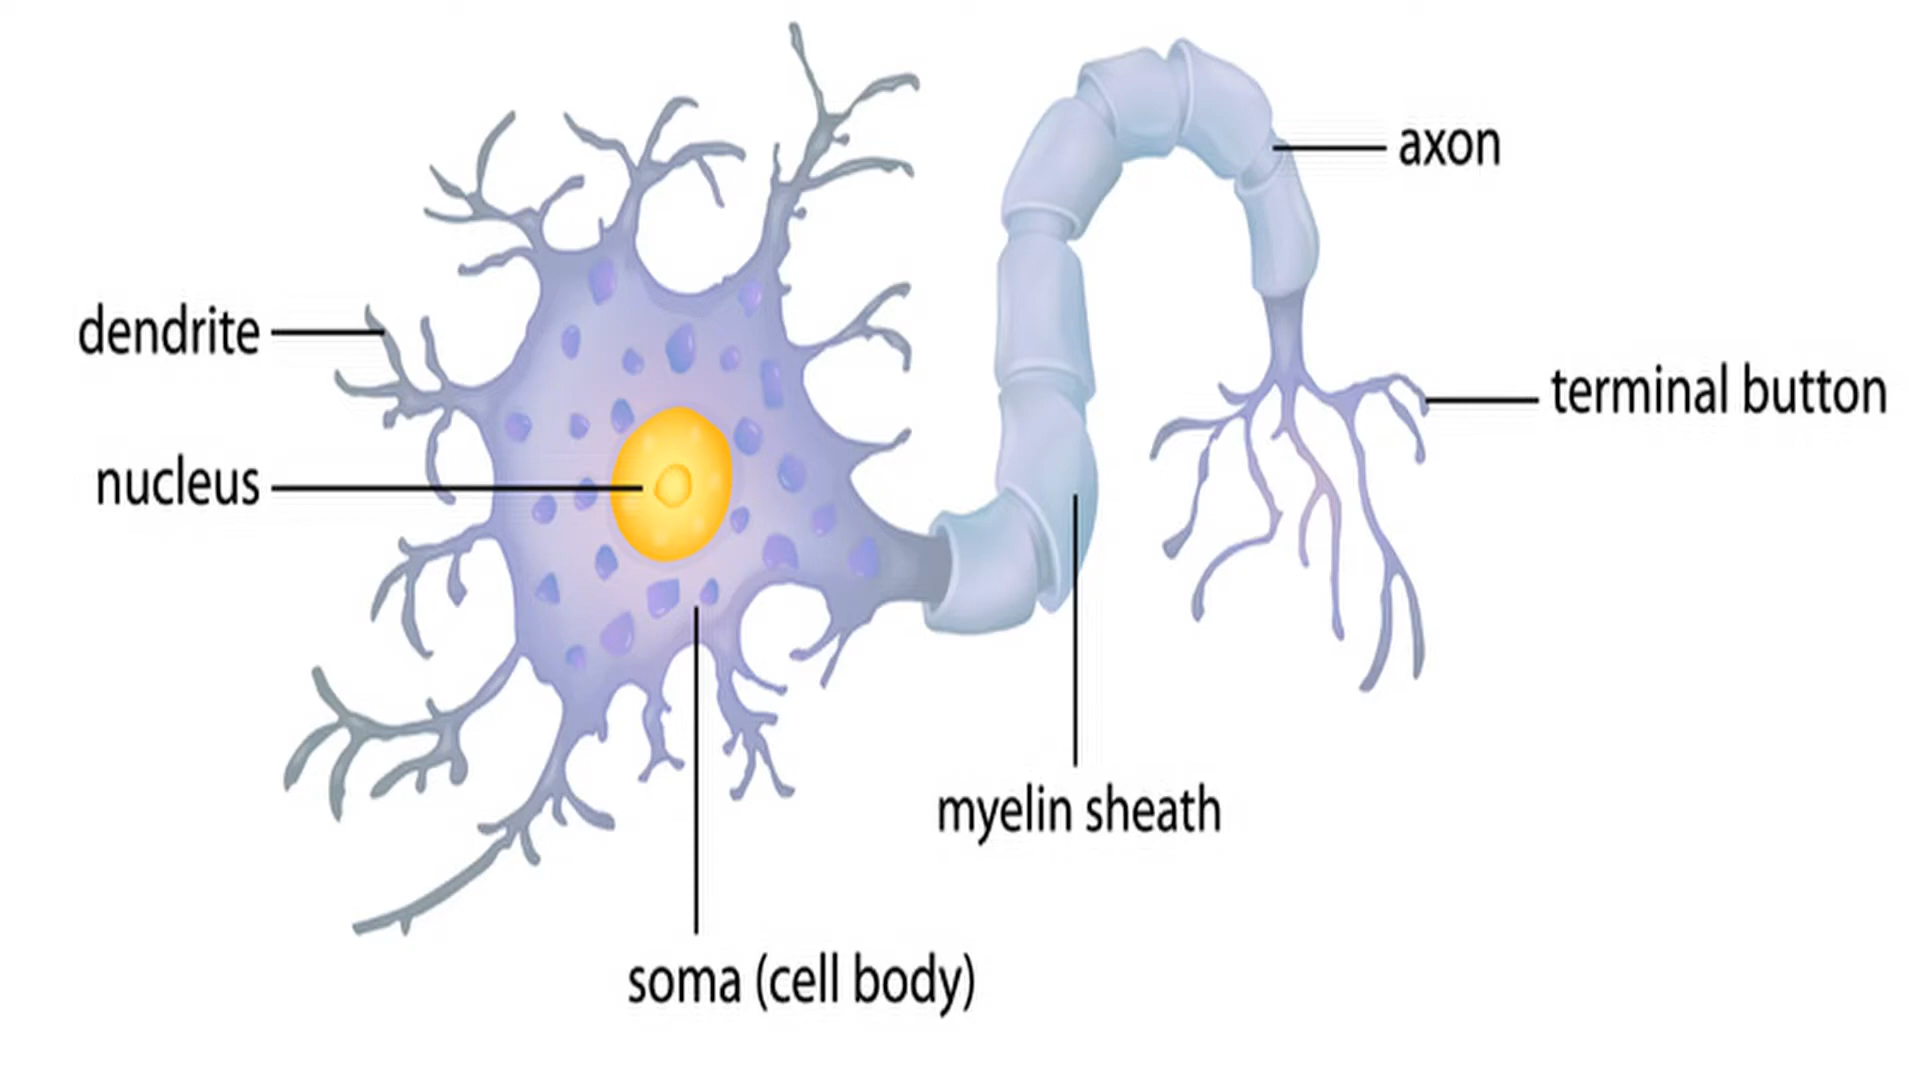 axon
dendrite
terminal button
nucleus
myelin sheath
soma (cell body)